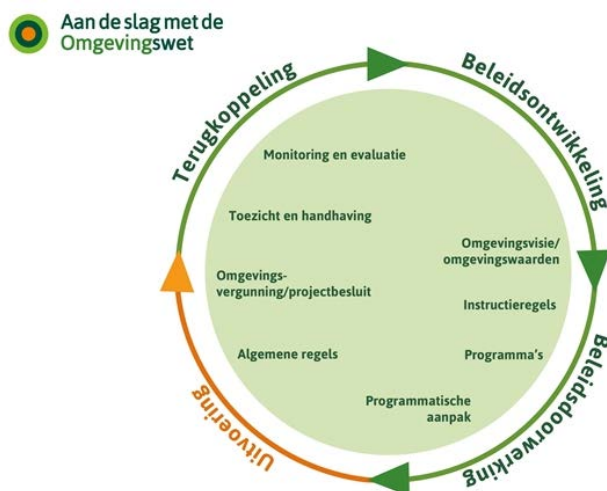 Aan de slag met de
Omgevingswet
Terugkoppeling
Beleidsontwikkeling
Monitoring en evaluatie
Toezicht en handhaving
Omgevingsvisie/
omgevingswaarden
Omgevings-
vergunning/projectbesluit
Instructieregels
Algemene regels
Programma's
Programmatische
aanpak
Uitvoering
Beleidsdoorwerking